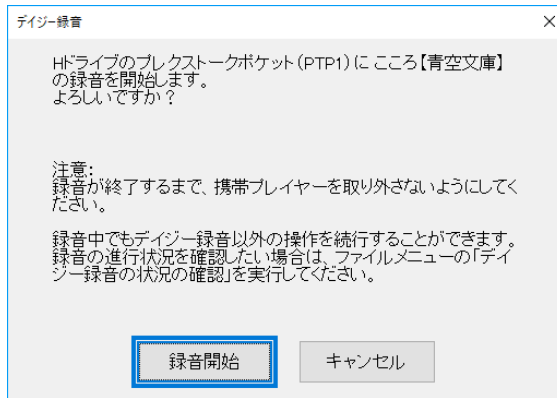 デイジー録音
Hドライブのプレクストークポケット(PTP1)に こころ【青空文庫】
の録音を開始します。
よろしいですか？
注意:
録音が終了するまで、携帯プレイヤーを取り外さないようにしてく
ださい。
録音中でもデイジー録音以外の操作を続行することができます。
録音の進行状況を確認したい場合は、ファイルメニューの「デイ
ジー録音の状況の確認」を実行してください。
録音開始
キャンセル